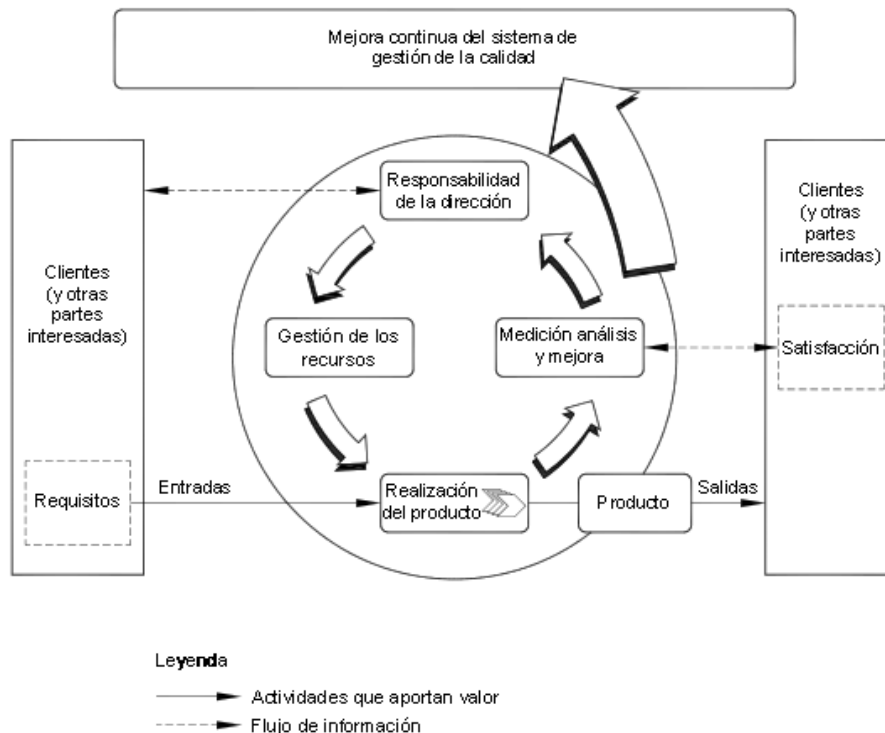 Mejora continua del sistema de
gestión de la calidad
Responsabilidad
de la dirección
Clientes
(y otras
partes
interesadas)
Clientes
(y otras
partes
interesadas)
Gestión de los
recursos
Medición análisis
y mejora
Satisfacción
Requisitos
Entradas
Realización
del producto
Producto
Salidas
Leyenda
Actividades que aportan valor
Flujo de información